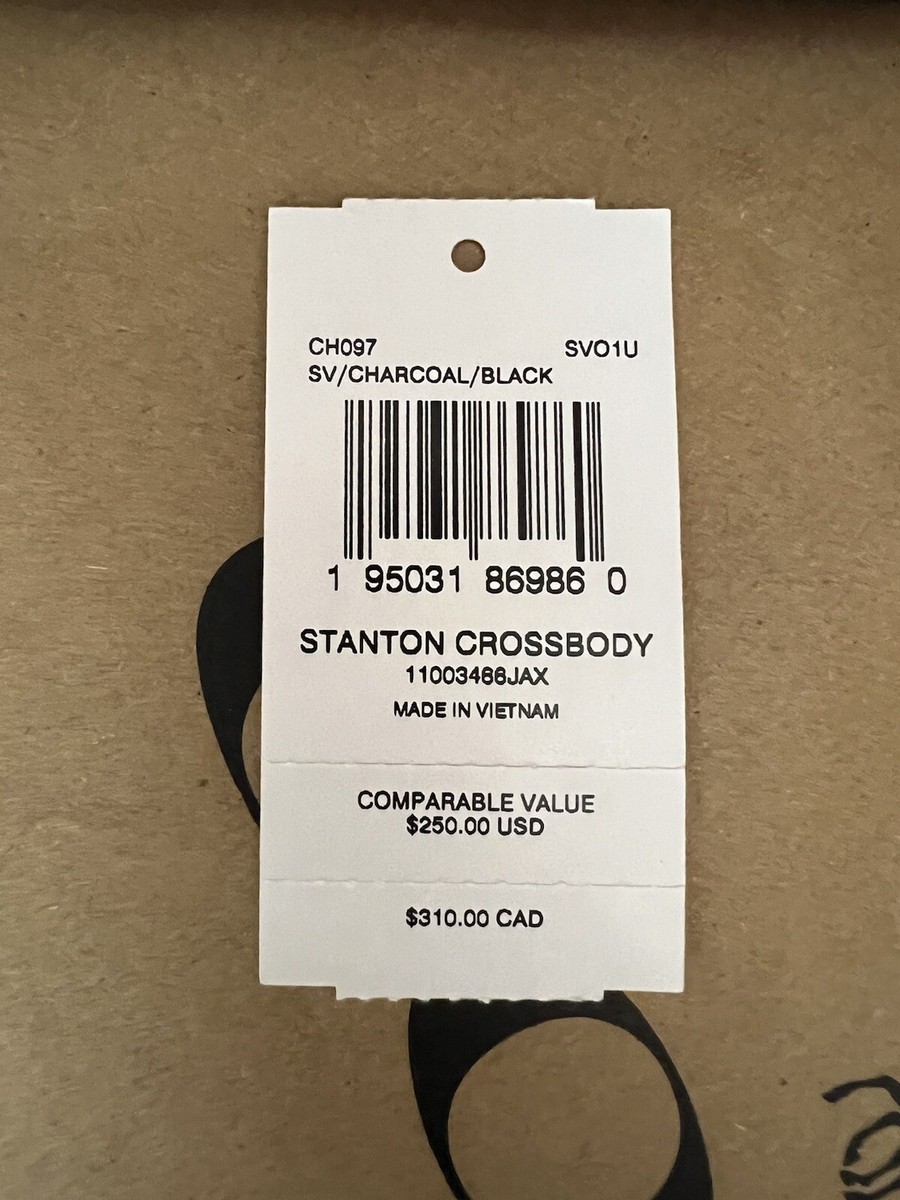 CH097 SVO1U
SV/CHARCOAL/BLACK
1 95031 86986 0
STANTON CROSSBODY
11003466JAX
MADE IN VIETNAM
COMPARABLE VALUE
$250.00 USD
$310.00 CAD